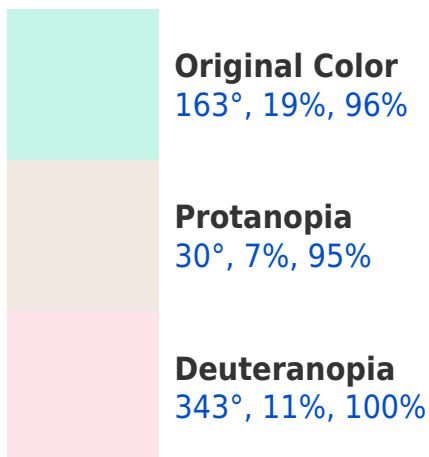 Original Color
163°, 19%, 96%
Protanopia
30°, 7%, 95%
Deuteranopia
343°, 11%, 100%